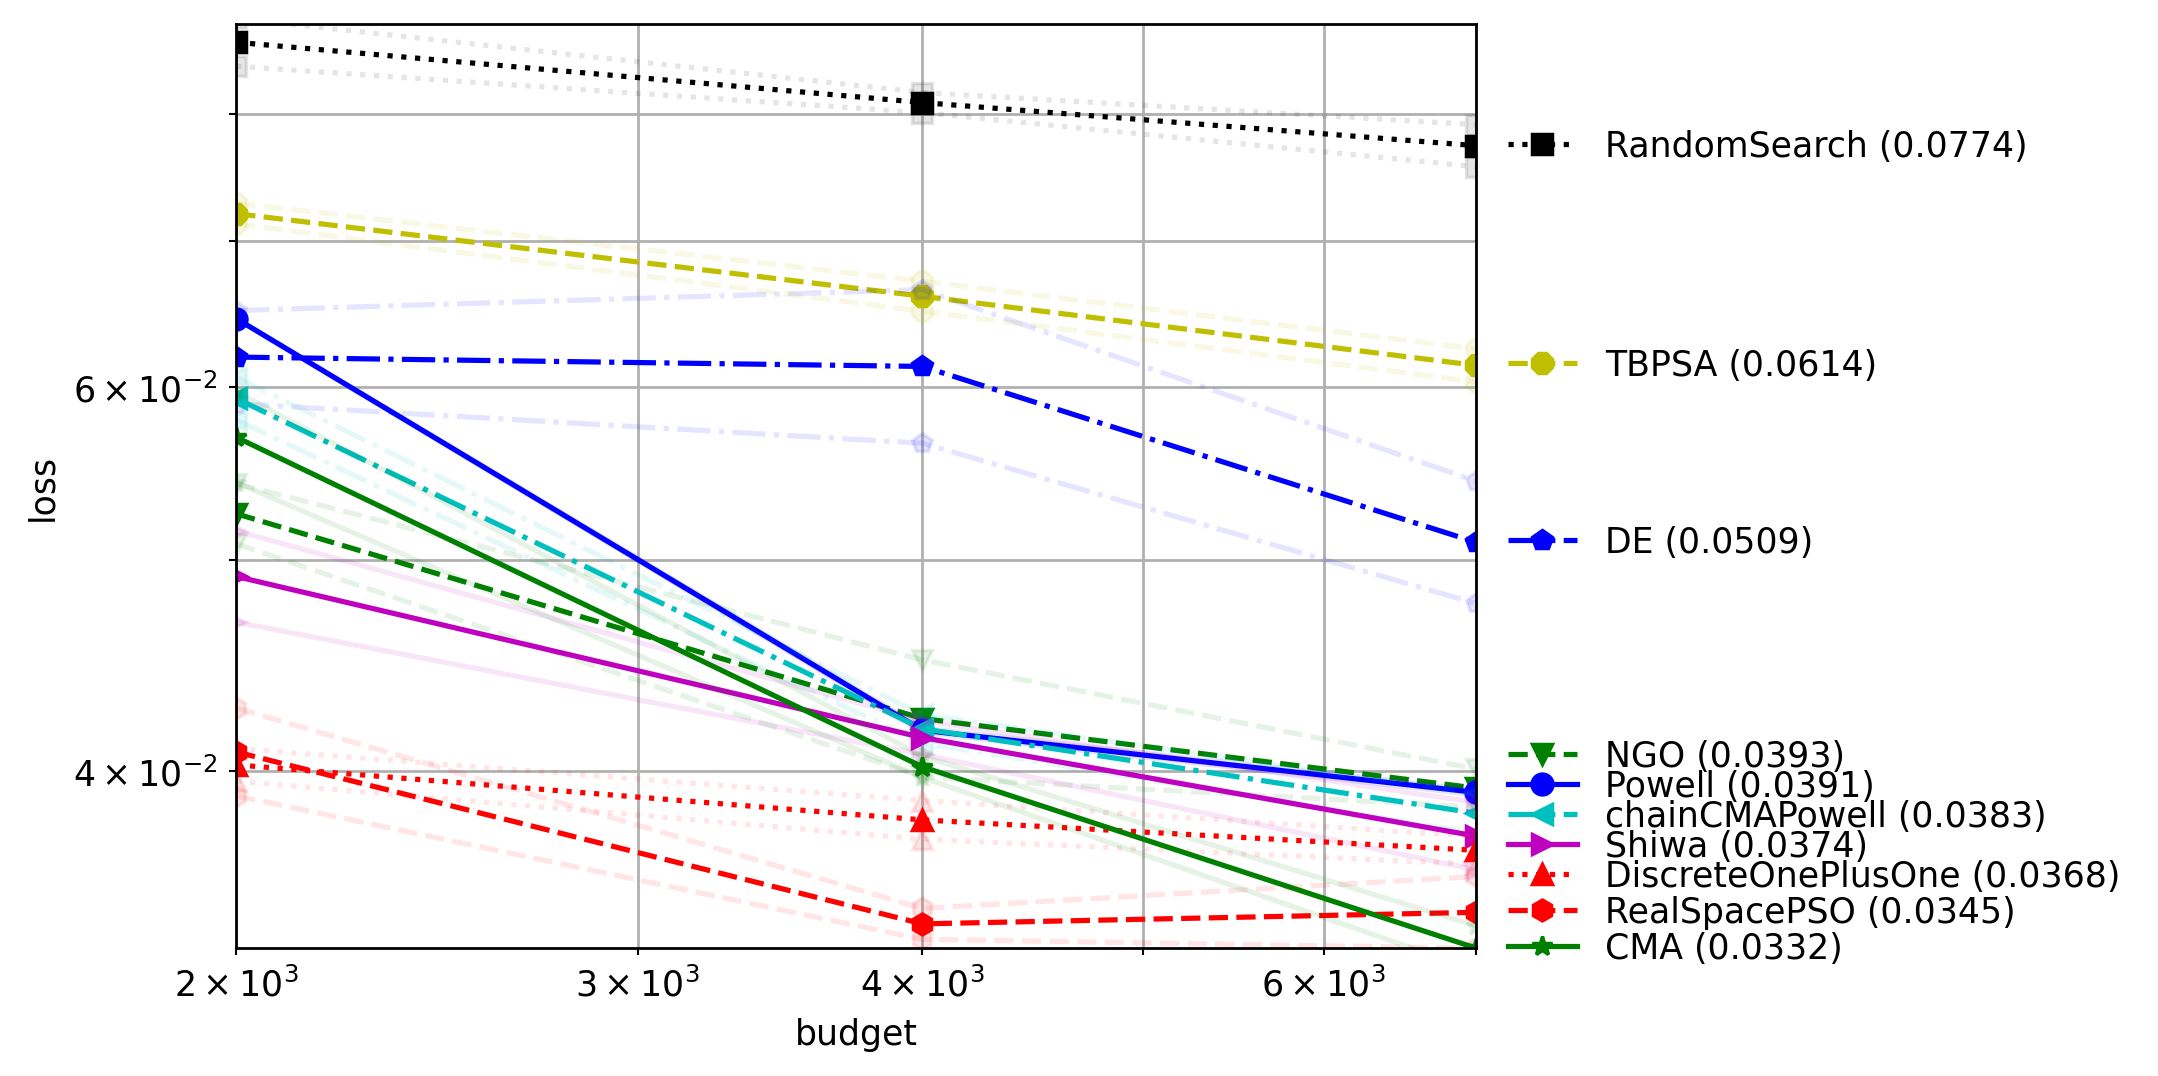 RandomSearch (0.0774)
TBPSA (0.0614)
6 × 10⁻²
loss
DE (0.0509)
4 × 10⁻²
NGO (0.0393)
Powell (0.0391)
chainCMAPowell (0.0383)
Shiwa (0.0374)
DiscreteOnePlusOne (0.0368)
RealSpacePSO (0.0345)
CMA (0.0332)
2 × 10³ 3 × 10³ 4 × 10³ 6 × 10³
budget